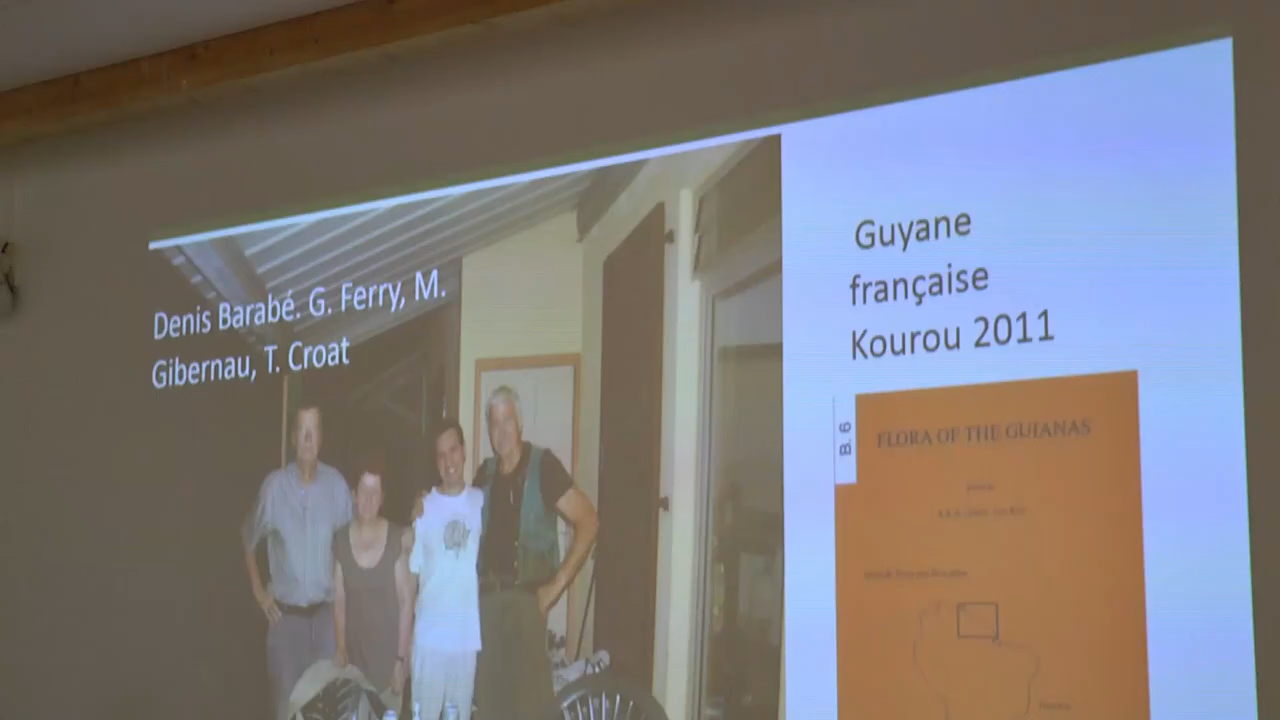 Denis Barabé. G. Ferry, M.
Gibernau, T. Croat
Guyane
française
Kourou 2011
B. 6
FLORA OF THE GUIANAS